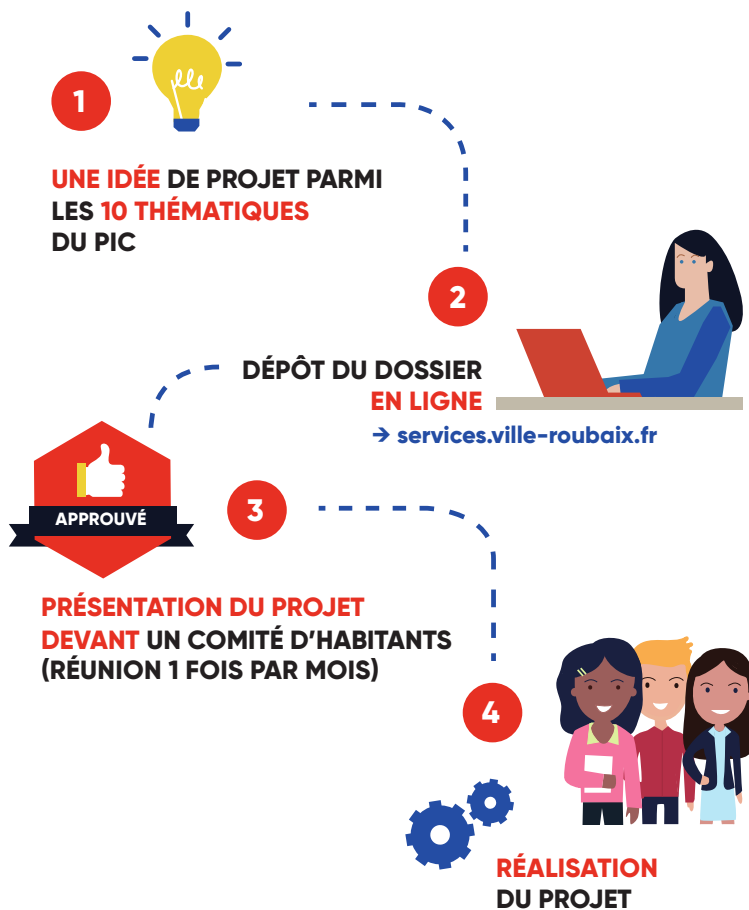 1
UNE IDÉE DE PROJET PARMI
LES 10 THÉMATIQUES
DU PIC
2
DÉPÔT DU DOSSIER
EN LIGNE
→ services.ville-roubaix.fr
APPROUVÉ
3
PRÉSENTATION DU PROJET
DEVANT UN COMITÉ D’HABITANTS
(RÉUNION 1 FOIS PAR MOIS)
4
RÉALISATION
DU PROJET